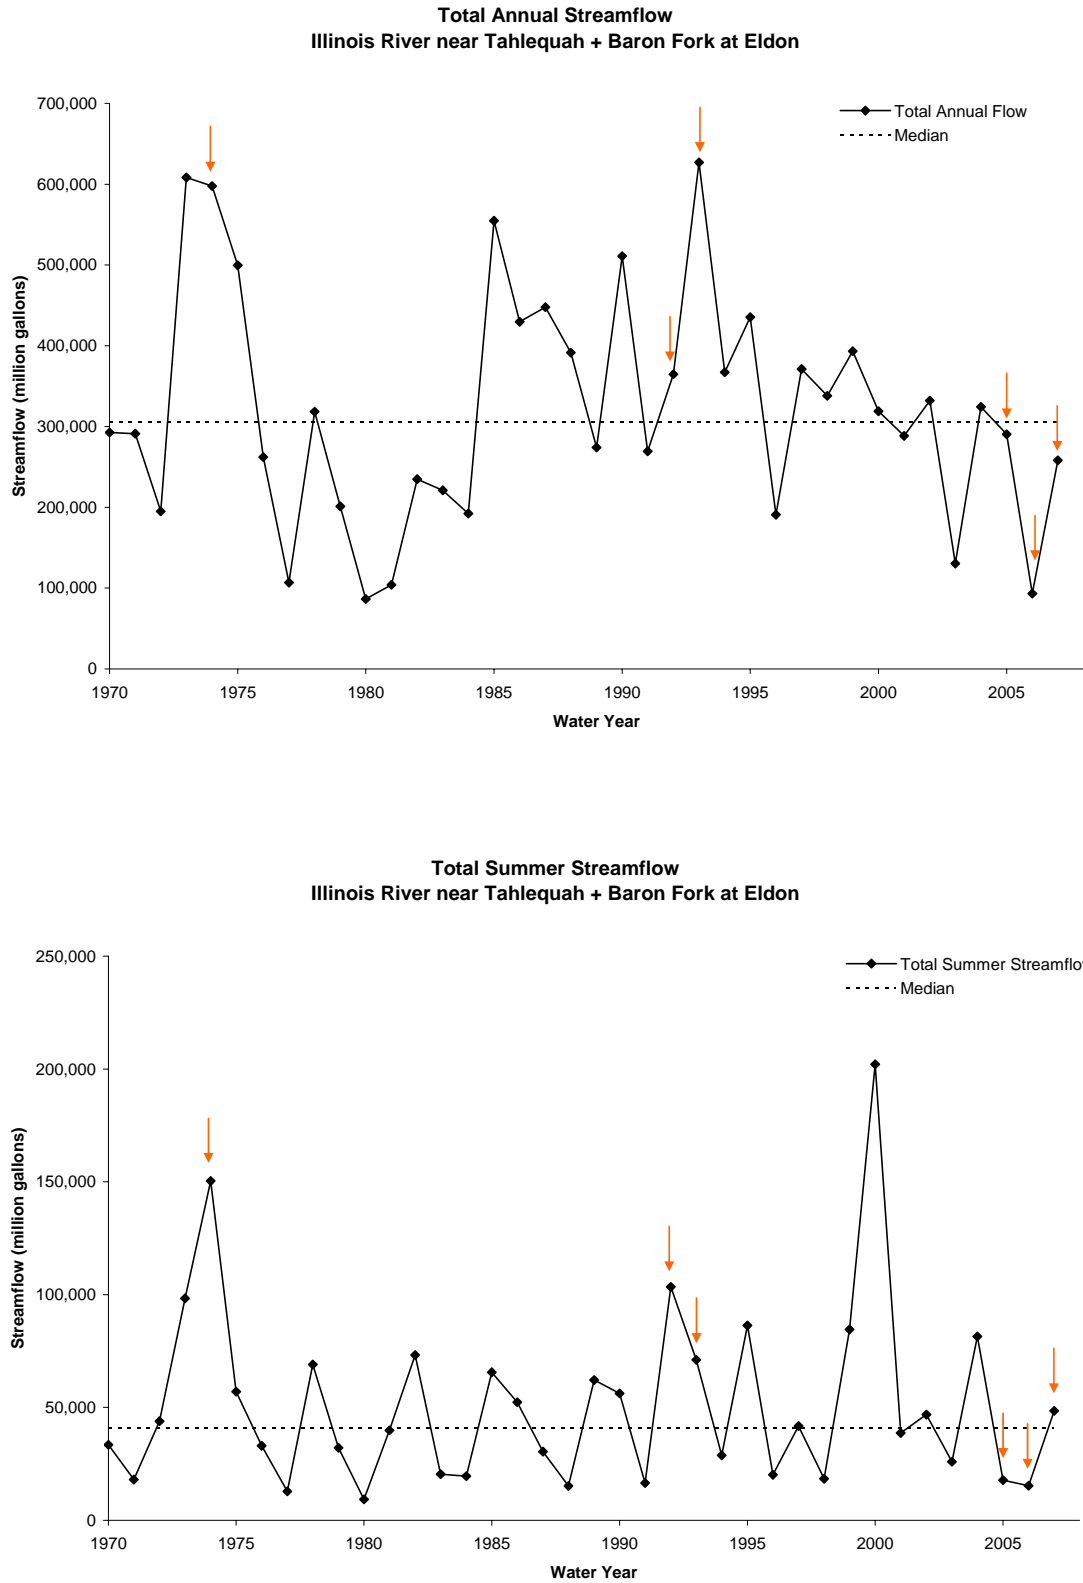 Total Annual Streamflow
Illinois River near Tahlequah + Baron Fork at Eldon
700,000
600,000
500,000
400,000
300,000
200,000
100,000
0
Streamflow (million gallons)
Total Annual Flow
Median
1970 1975 1980 1985 1990 1995 2000 2005
Water Year
Total Summer Streamflow
Illinois River near Tahlequah + Baron Fork at Eldon
250,000
200,000
150,000
100,000
50,000
0
Streamflow (million gallons)
Total Summer Streamflow
Median
1970 1975 1980 1985 1990 1995 2000 2005
Water Year